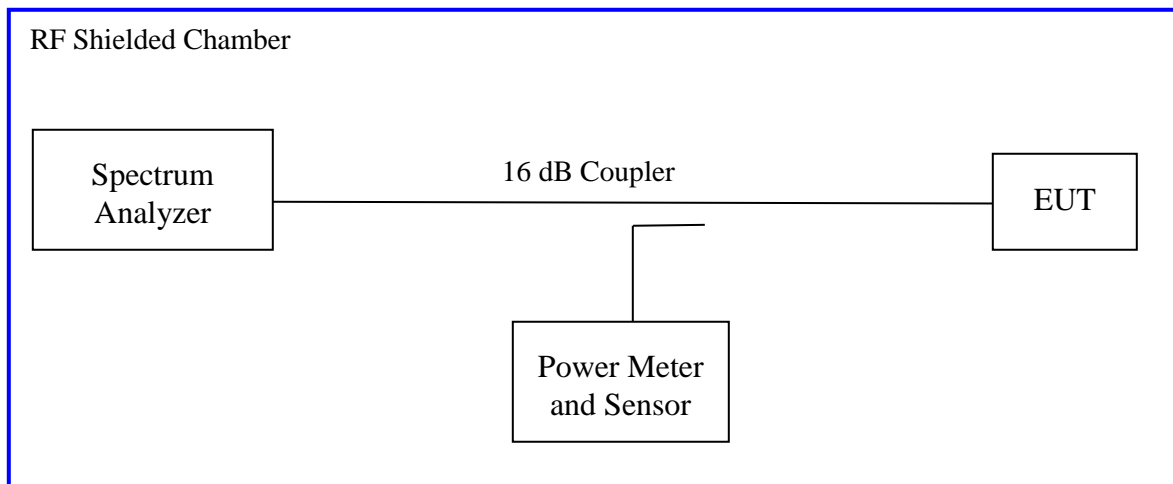 RF Shielded Chamber
Spectrum
Analyzer
16 dB Coupler
EUT
Power Meter
and Sensor